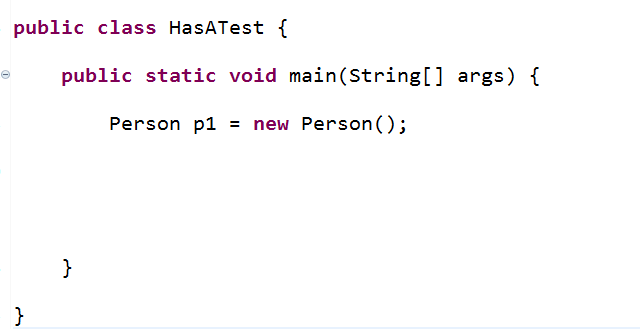 public class HasATest {
public static void main(String[] args) {
Person p1 = new Person();
}
}